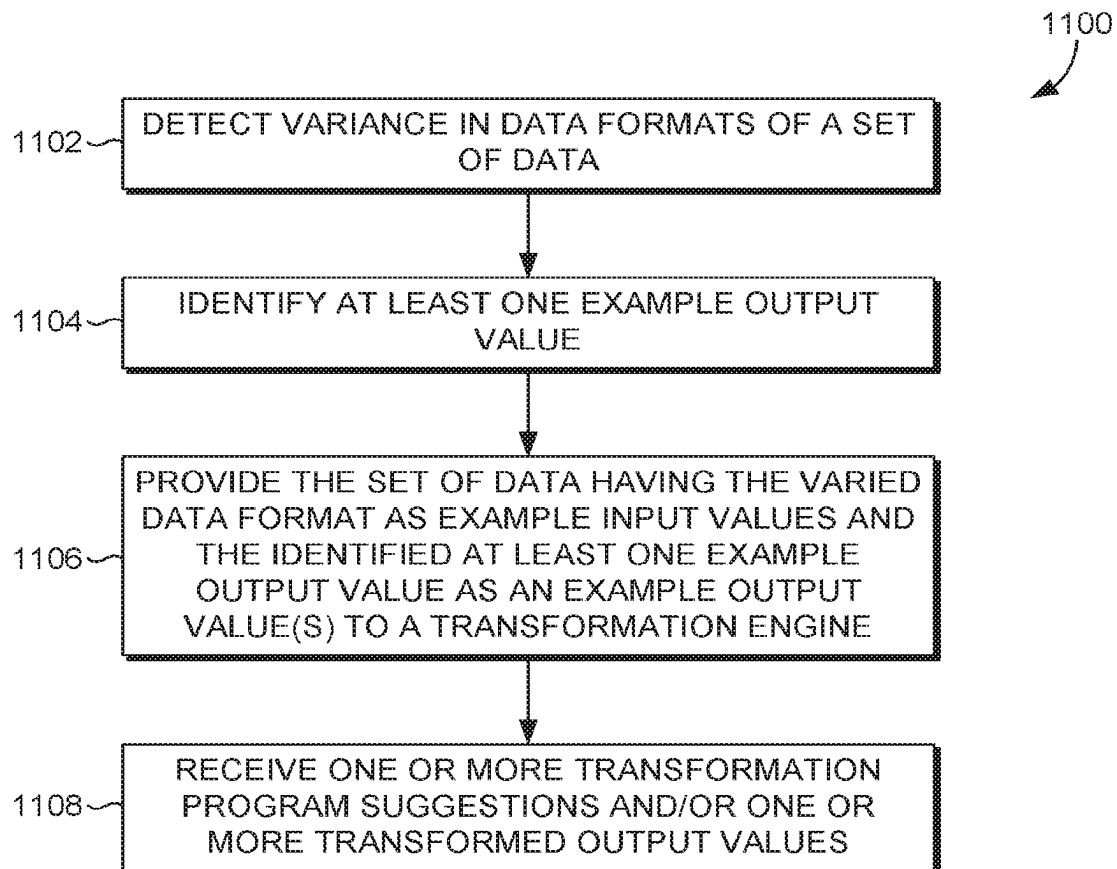 1100
1102
DETECT VARIANCE IN DATA FORMATS OF A SET
OF DATA
1104
IDENTIFY AT LEAST ONE EXAMPLE OUTPUT
VALUE
1106
PROVIDE THE SET OF DATA HAVING THE VARIED
DATA FORMAT AS EXAMPLE INPUT VALUES AND
THE IDENTIFIED AT LEAST ONE EXAMPLE
OUTPUT VALUE AS AN EXAMPLE OUTPUT
VALUE(S) TO A TRANSFORMATION ENGINE
1108
RECEIVE ONE OR MORE TRANSFORMATION
PROGRAM SUGGESTIONS AND/OR ONE OR
MORE TRANSFORMED OUTPUT VALUES